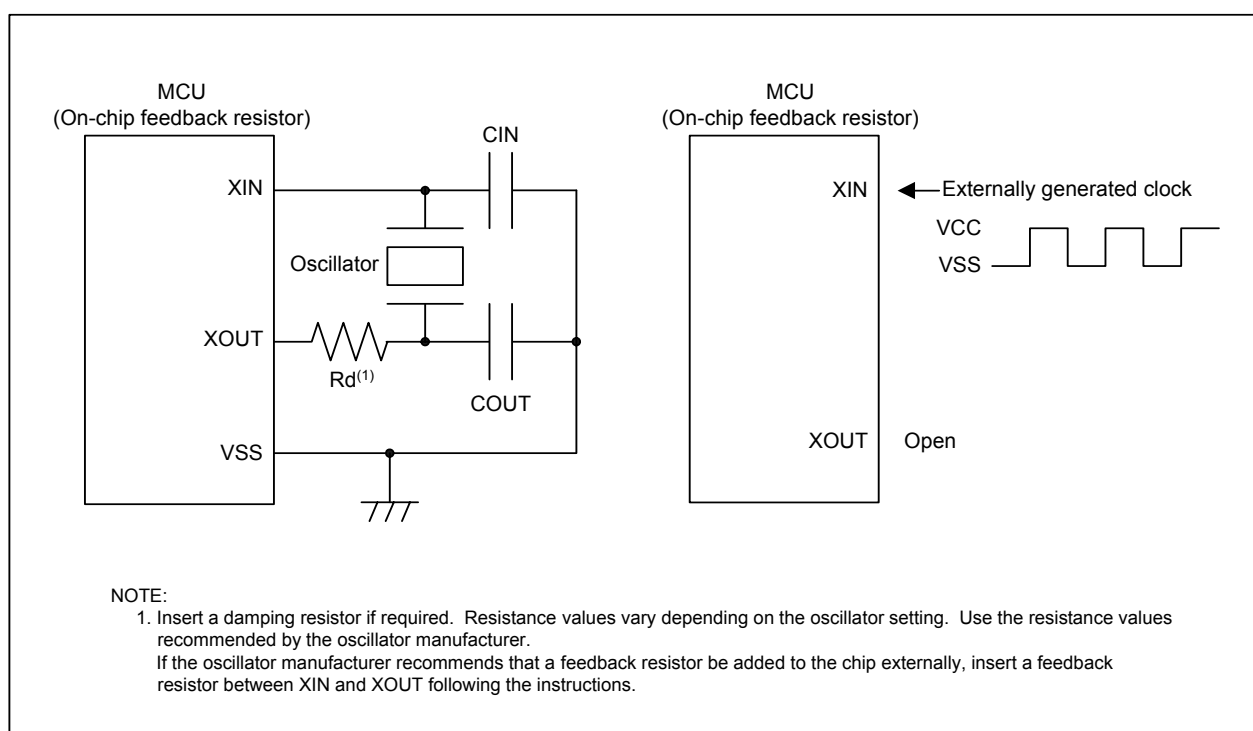 MCU
(On-chip feedback resistor)
CIN
XIN
Oscillator
XOUT
Rd(1)
COUT
VSS
MCU
(On-chip feedback resistor)
XIN
Externally generated clock
VCC
VSS
XOUT
Open
NOTE:
1. Insert a damping resistor if required. Resistance values vary depending on the oscillator setting. Use the resistance values
recommended by the oscillator manufacturer.
If the oscillator manufacturer recommends that a feedback resistor be added to the chip externally, insert a feedback
resistor between XIN and XOUT following the instructions.